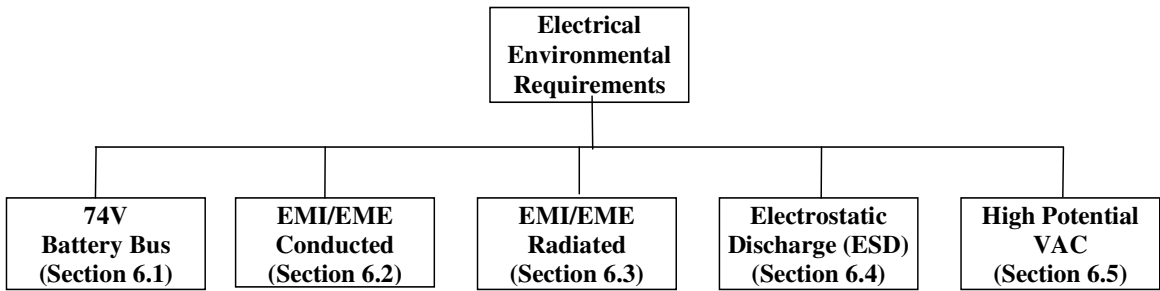 Electrical
Environmental
Requirements
74V
Battery Bus
(Section 6.1)
EMI/EME
Conducted
(Section 6.2)
EMI/EME
Radiated
(Section 6.3)
Electrostatic
Discharge (ESD)
(Section 6.4)
High Potential
VAC
(Section 6.5)